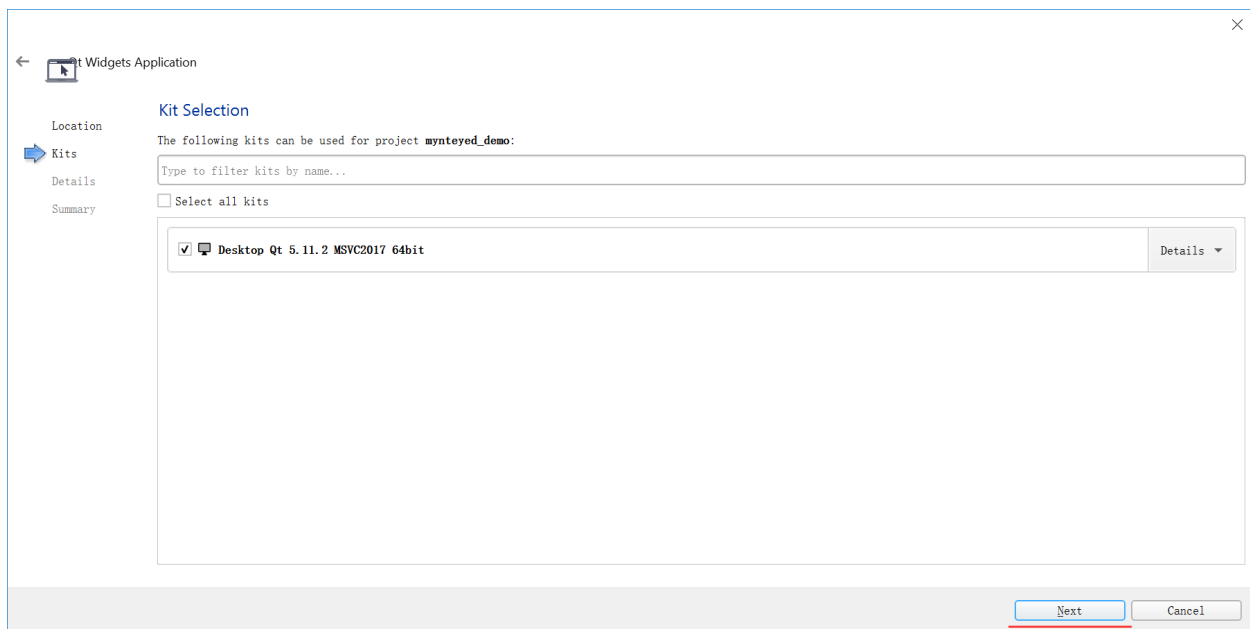 Qt Widgets Application
Location
Kits
Details
Summary
Kit Selection
The following kits can be used for project mynteyed_demo:
Type to filter kits by name...
Select all kits
Desktop Qt 5.11.2 MSVC2017 64bit
Details
Next
Cancel